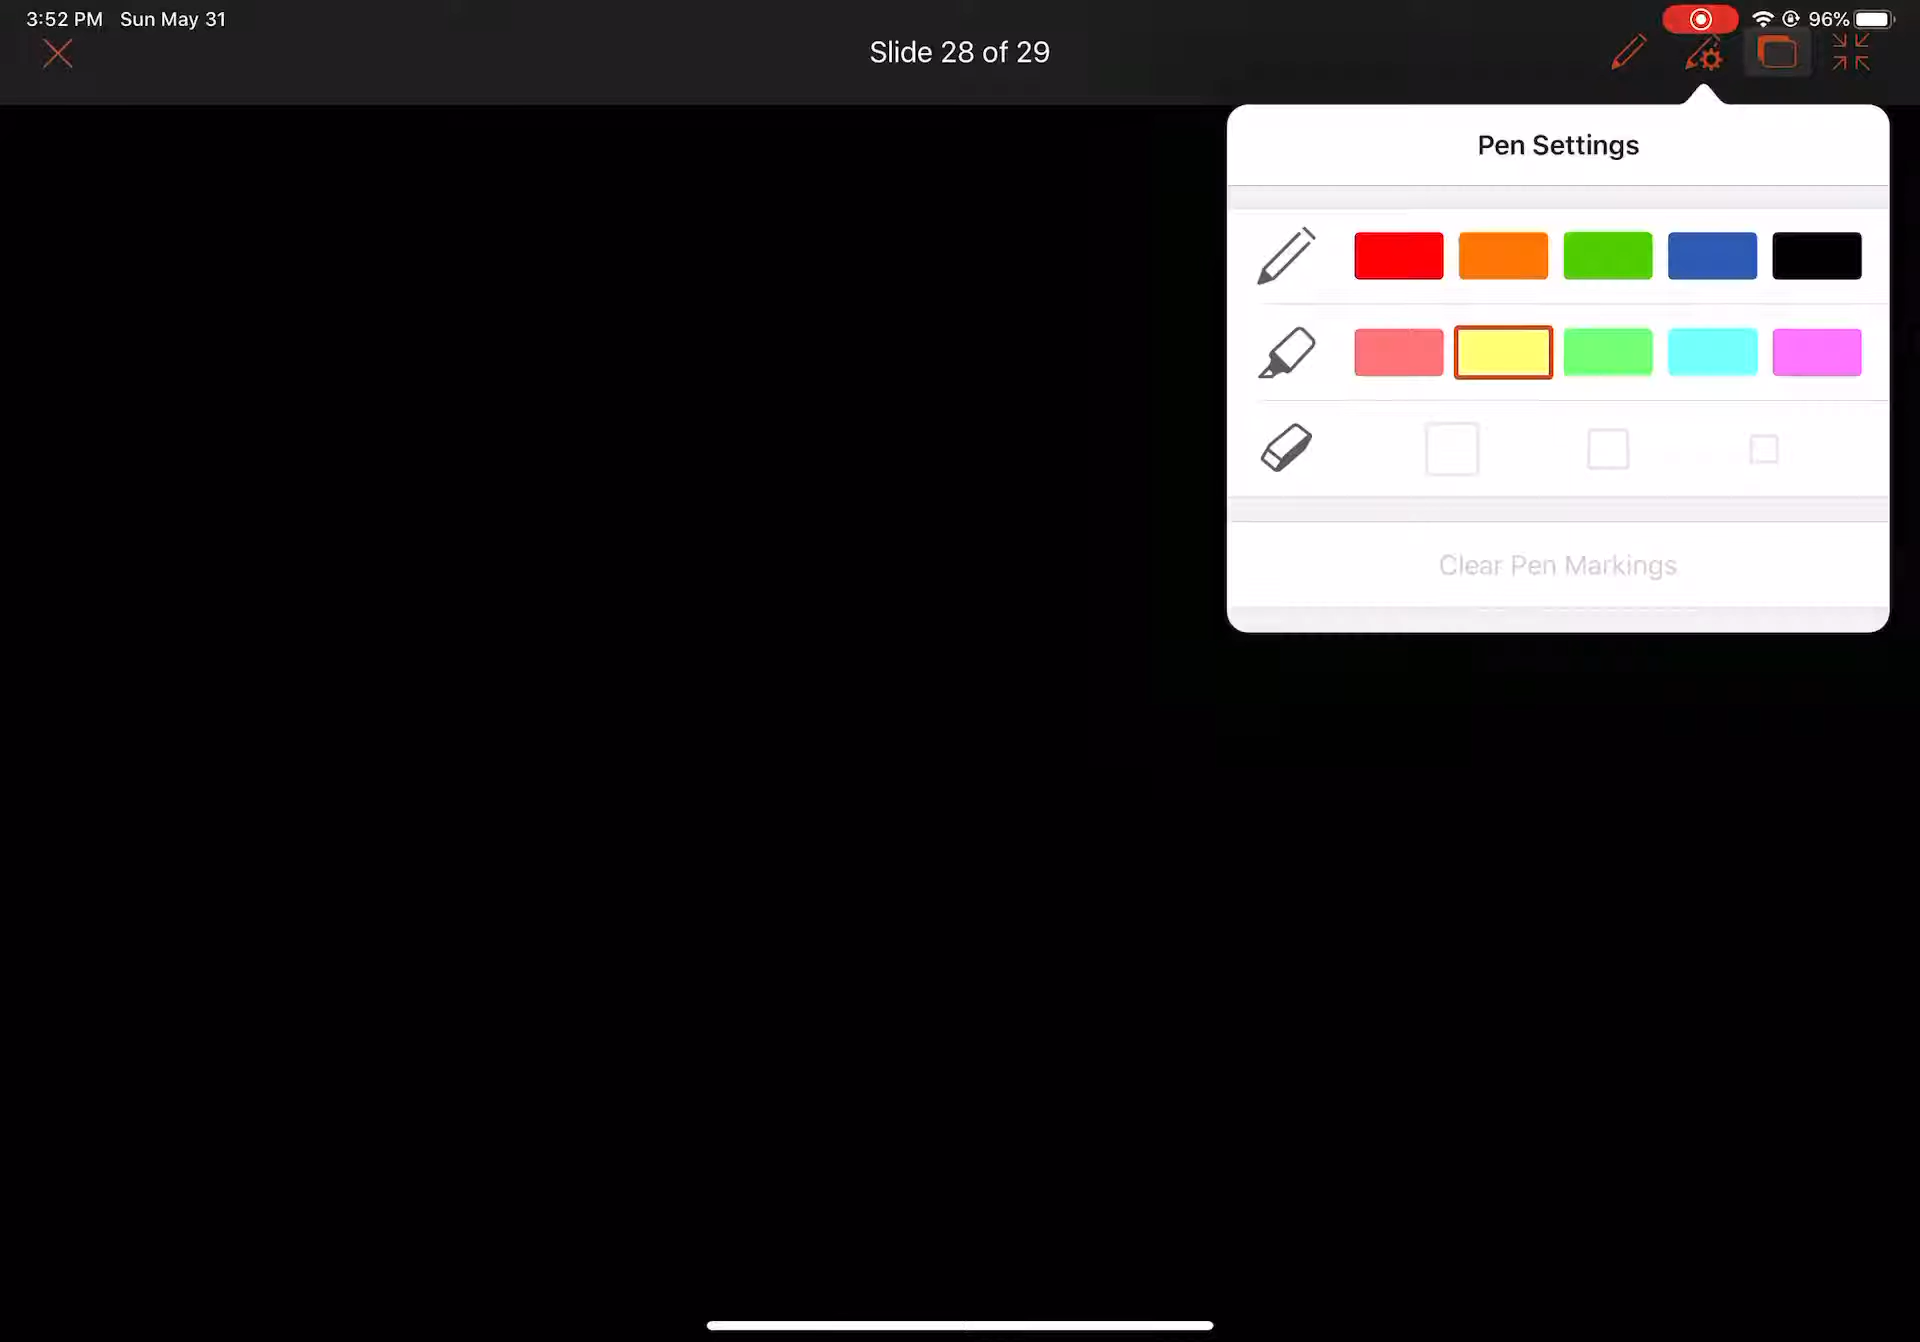 3:52 PM Sun May 31
96%
Slide 28 of 29
Pen Settings
Clear Pen Markings